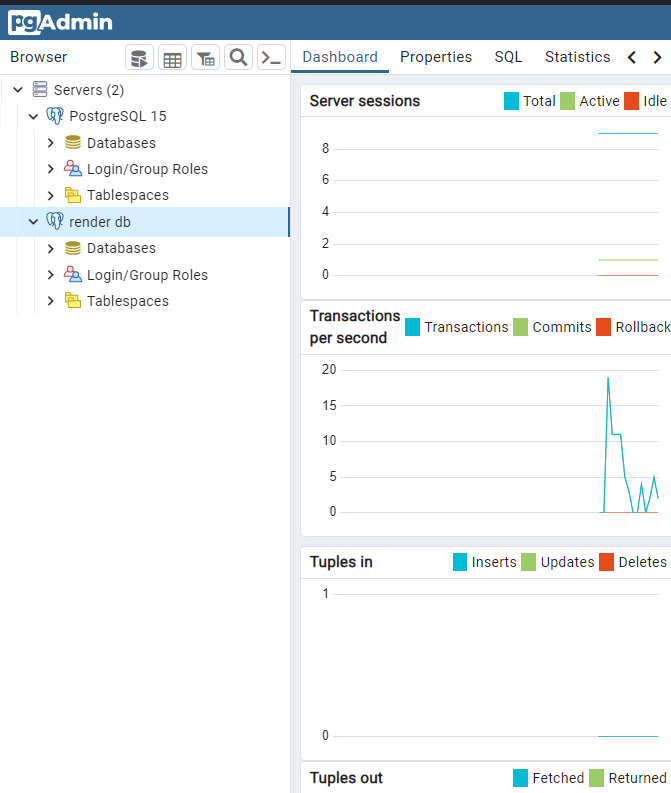 pgAdmin
Browser
Dashboard Properties SQL Statistics
Servers (2)
PostgreSQL 15
Databases
Login/Group Roles
Tablespaces
render db
Databases
Login/Group Roles
Tablespaces
Server sessions
Total Active Idle
8
6
4
2
0
Transactions
per second
Transactions Commits Rollback
20
15
10
5
0
Tuples in
Inserts Updates Deletes
1
0
Tuples out
Fetched Returned